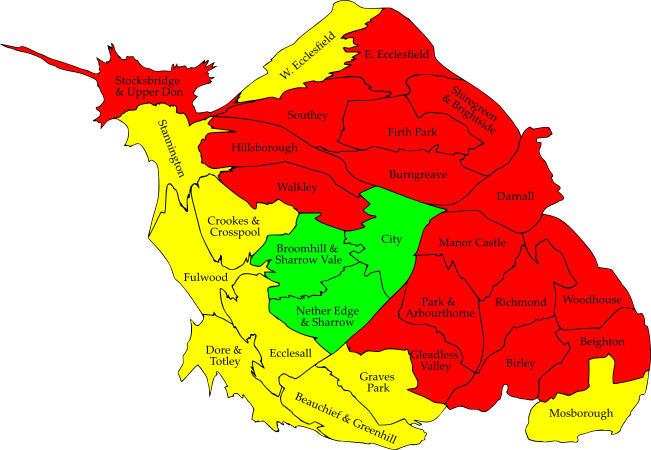 W. Ecclesfield
E. Ecclesfield
Stocksbridge
& Upper Don
Shiregreen
& Brightside
Southey
Firth Park
Stannington
Hillsborough
Burngreave
Walkley
Darnall
Crookes &
Crosspool
City
Manor Castle
Broomhill &
Sharrow Vale
Fulwood
Park &
Arbourthorne
Richmond
Woodhouse
Nether Edge
& Sharrow
Beighton
Dore &
Totley
Ecclesall
Gleadless
Valley
Birley
Graves
Park
Beauchief & Greenhill
Mosborough